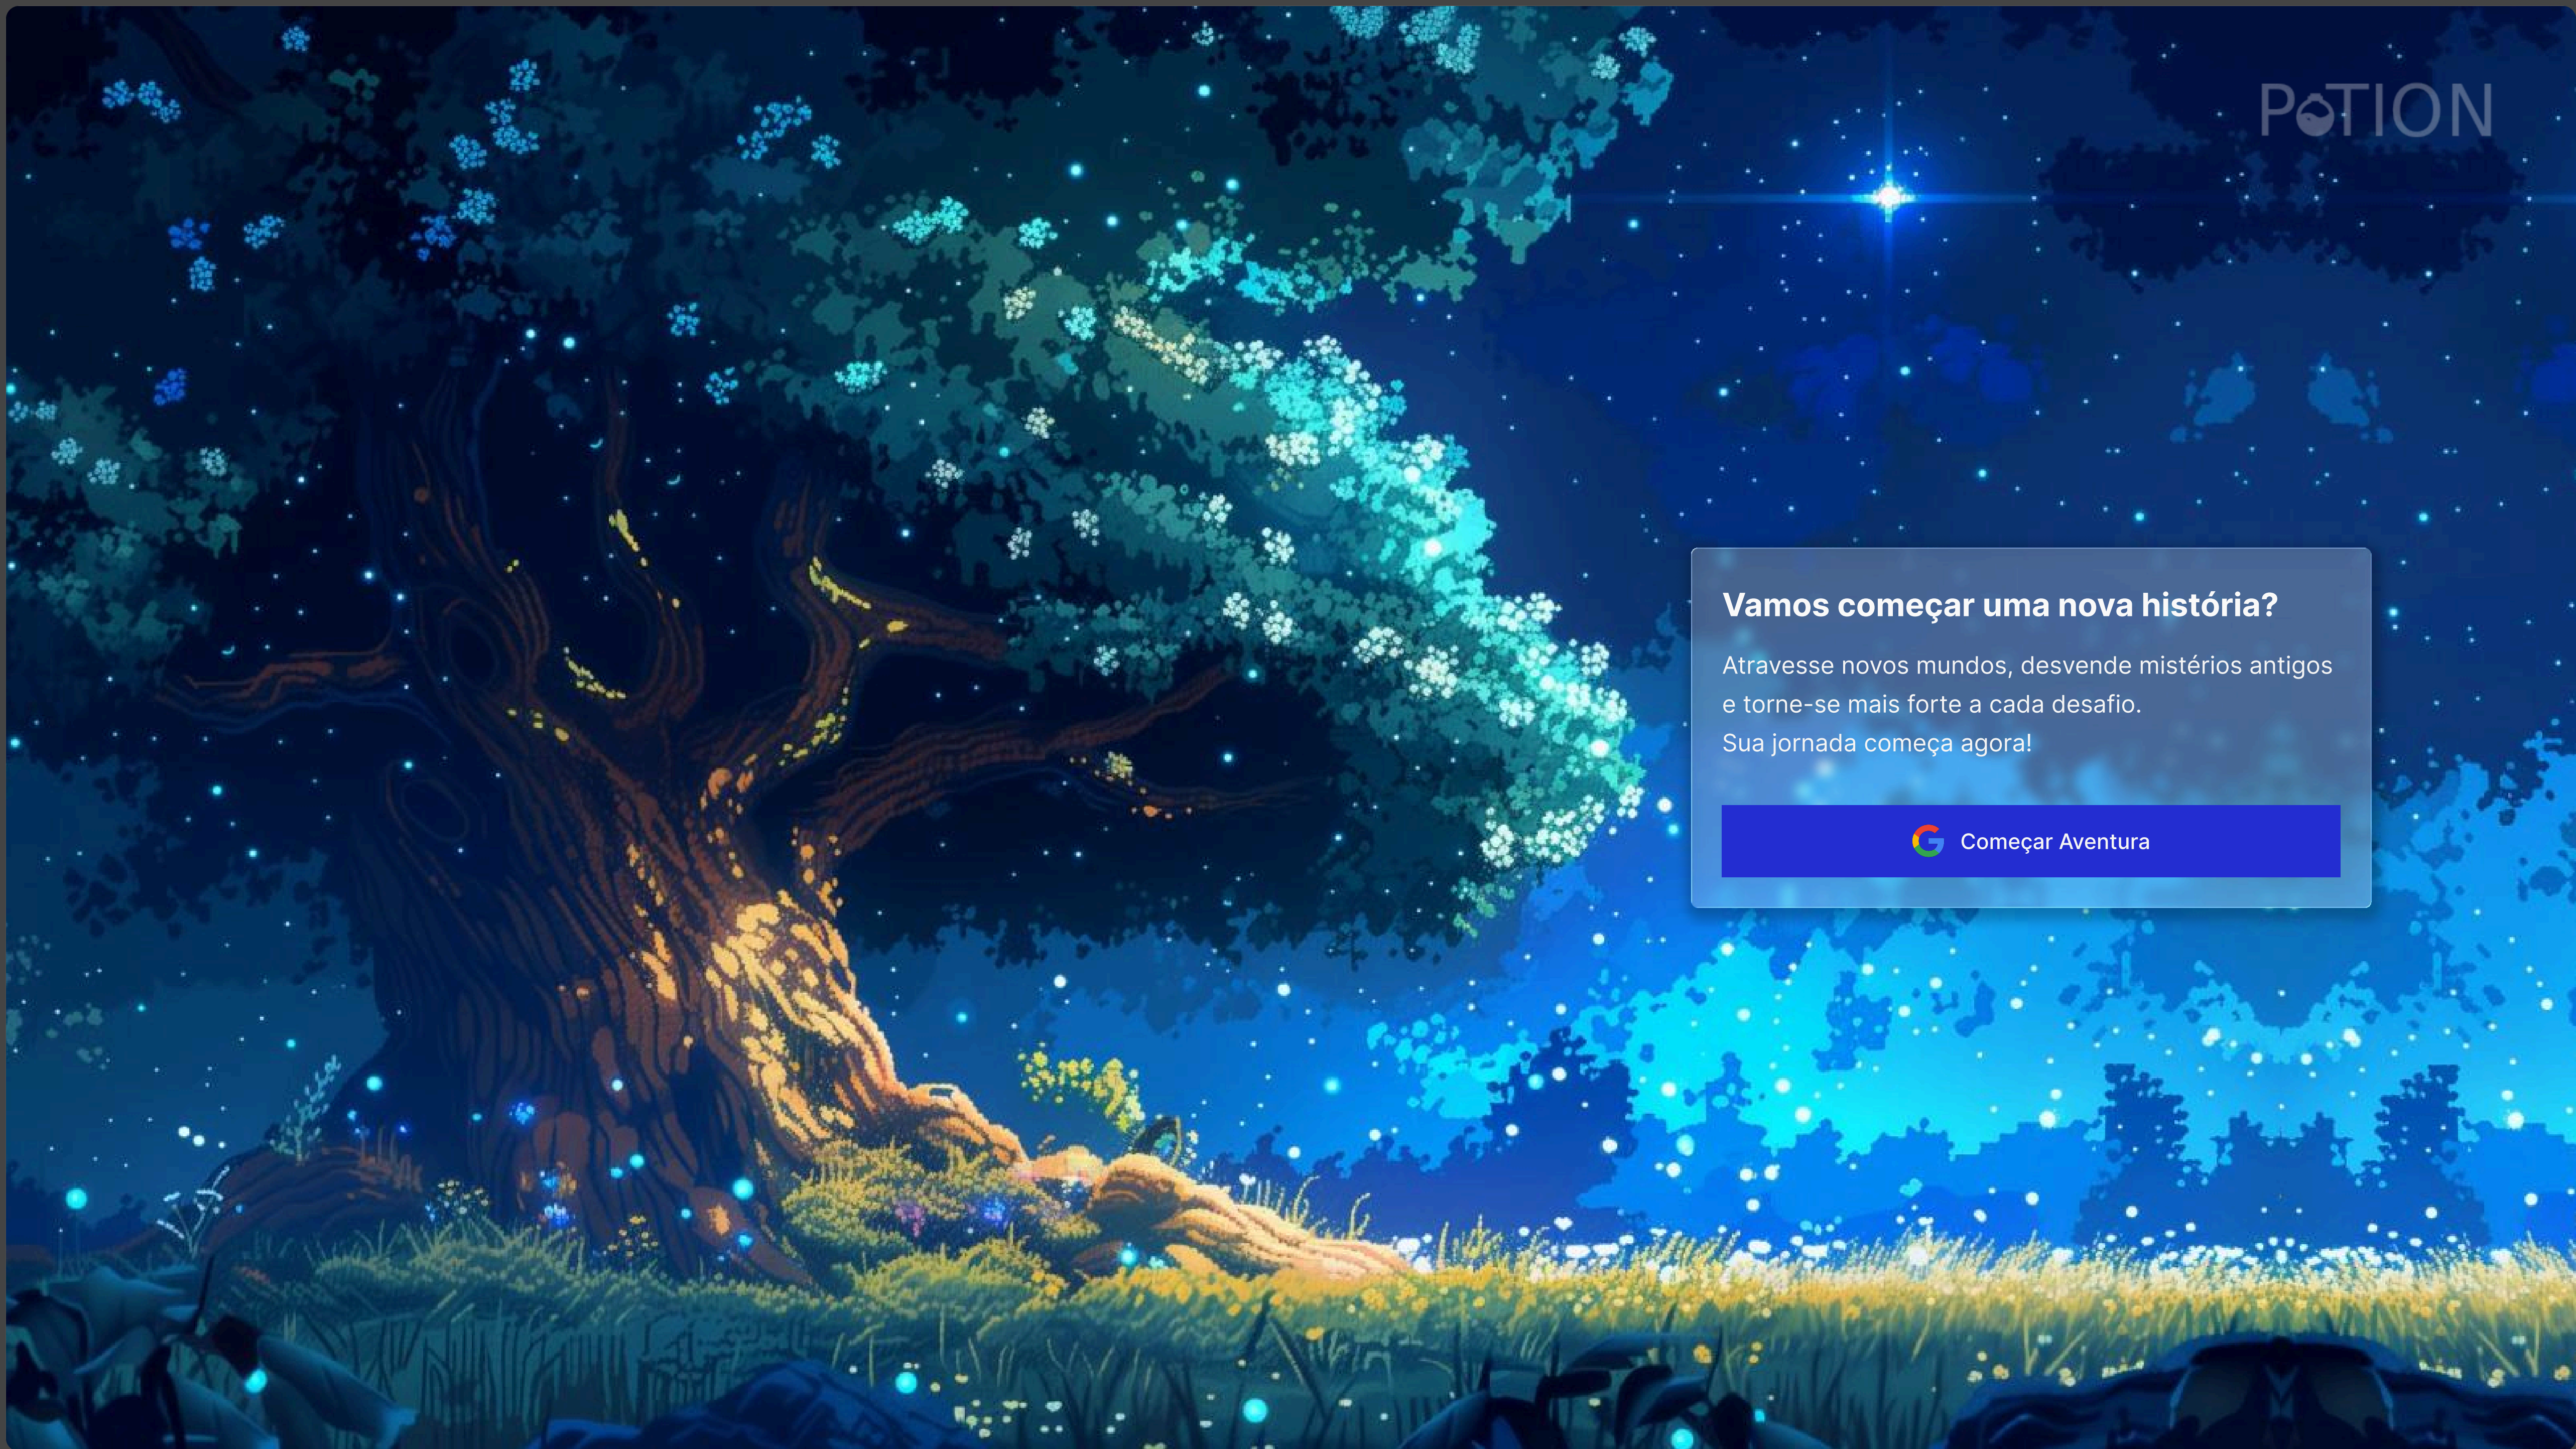 POTION
Vamos começar uma nova história?
Atravesse novos mundos, desvende mistérios antigos
e torne-se mais forte a cada desafio.
Sua jornada começa agora!
Começar Aventura